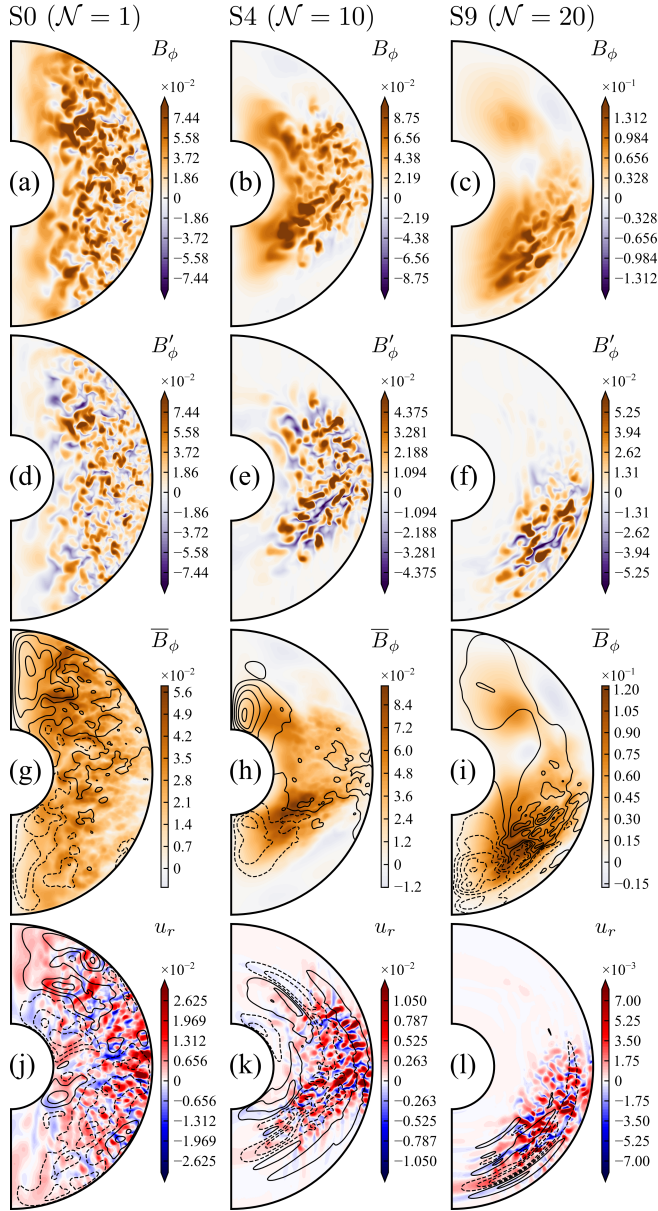 S0 (𝒩 = 1) S4 (𝒩 = 10) S9 (𝒩 = 20)
B_ϕ B_ϕ B_ϕ
×10⁻² ×10⁻² ×10⁻¹
(a) (b) (c)
7.44 8.75 1.312
5.58 6.56 0.984
3.72 4.38 0.656
1.86 2.19 0.328
0 0 0
−1.86 −2.19 −0.328
−3.72 −4.38 −0.656
−5.58 −6.56 −0.984
−7.44 −8.75 −1.312
B′_ϕ B′_ϕ B′_ϕ
×10⁻² ×10⁻² ×10⁻²
(d) (e) (f)
7.44 4.375 5.25
5.58 3.281 3.94
3.72 2.188 2.62
1.86 1.094 1.31
0 0 0
−1.86 −1.094 −1.31
−3.72 −2.188 −2.62
−5.58 −3.281 −3.94
−7.44 −4.375 −5.25
B̅_ϕ B̅_ϕ B̅_ϕ
×10⁻² ×10⁻² ×10⁻¹
(g) (h) (i)
5.6 8.4 1.20
4.9 7.2 1.05
4.2 6.0 0.90
3.5 4.8 0.75
2.8 3.6 0.60
2.1 2.4 0.45
1.4 1.2 0.30
0.7 0 0.15
0 −1.2 0
−0.15
u_r u_r u_r
×10⁻² ×10⁻² ×10⁻³
(j) (k) (l)
2.625 1.050 7.00
1.969 0.787 5.25
1.312 0.525 3.50
0.656 0.263 1.75
0 0 0
−0.656 −0.263 −1.75
−1.312 −0.525 −3.50
−1.969 −0.787 −5.25
−2.625 −1.050 −7.00